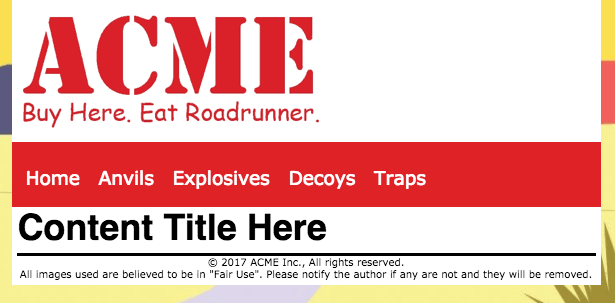 ACME
Buy Here. Eat Roadrunner.
Home Anvils Explosives Decoys Traps
Content Title Here
© 2017 ACME Inc., All rights reserved.
All images used are believed to be in "Fair Use". Please notify the author if any are not and they will be removed.